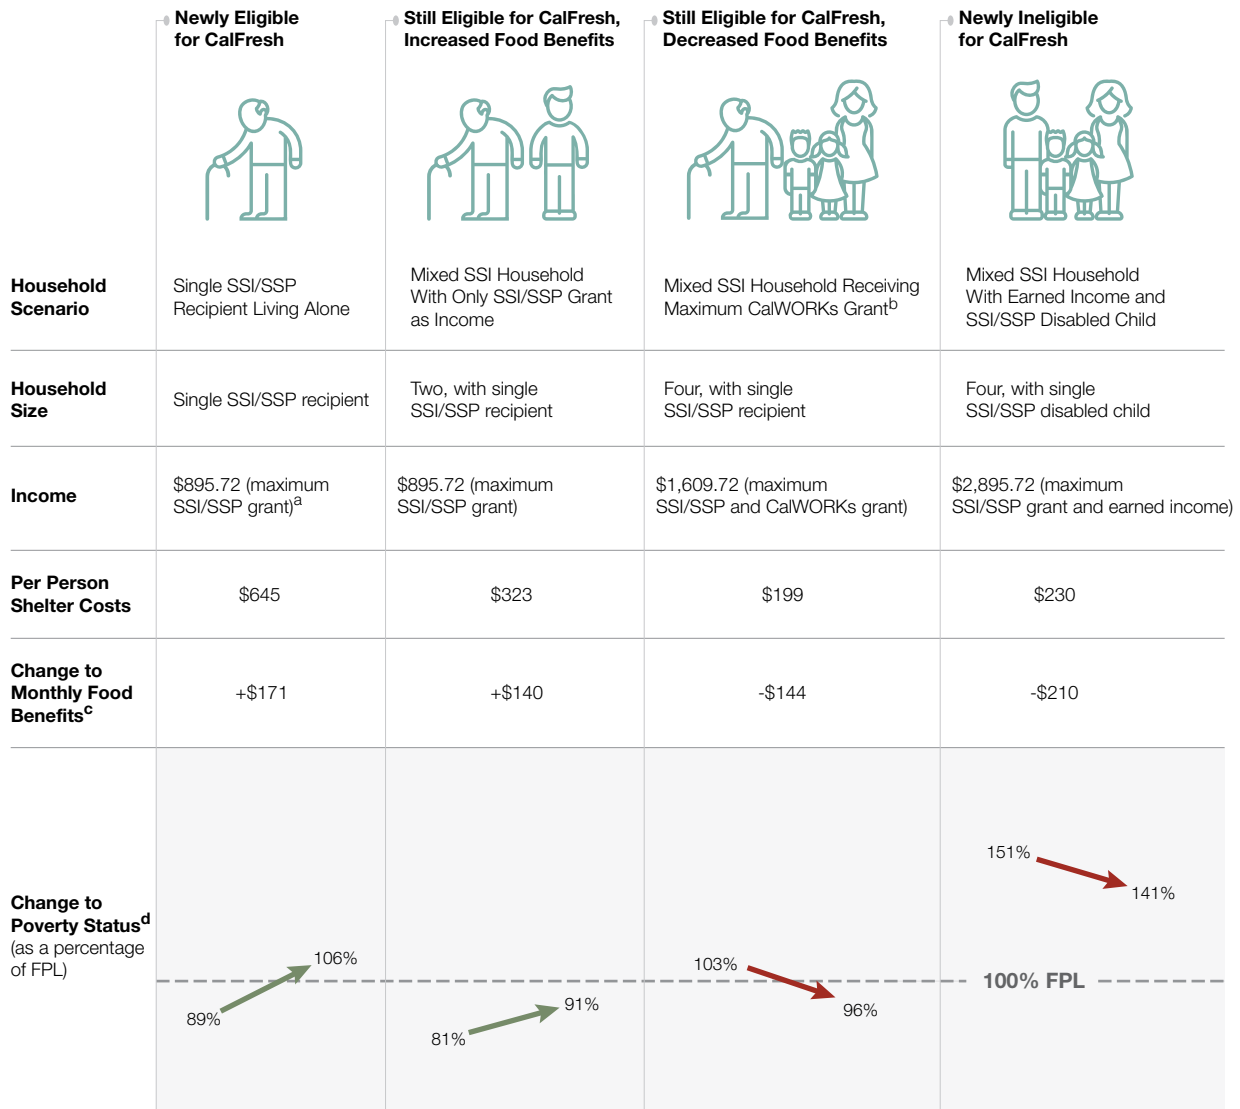 Newly Eligible
for CalFresh
Still Eligible for CalFresh,
Increased Food Benefits
Still Eligible for CalFresh,
Decreased Food Benefits
Newly Ineligible
for CalFresh
Household
Scenario
Single SSI/SSP
Recipient Living Alone
Mixed SSI Household
With Only SSI/SSP Grant
as Income
Mixed SSI Household Receiving
Maximum CalWORKs Grantb
Mixed SSI Household
With Earned Income and
SSI/SSP Disabled Child
Household
Size
Single SSI/SSP recipient
Two, with single
SSI/SSP recipient
Four, with single
SSI/SSP recipient
Four, with single
SSI/SSP disabled child
Income
$895.72 (maximum
SSI/SSP grant)a
$895.72 (maximum
SSI/SSP grant)
$1,609.72 (maximum
SSI/SSP and CalWORKs grant)
$2,895.72 (maximum
SSI/SSP grant and earned income)
Per Person
Shelter Costs
$645
$323
$199
$230
Change to
Monthly Food
Benefitsc
+$171
+$140
-$144
-$210
Change to
Poverty Statusd
(as a percentage
of FPL)
89%
106%
81%
91%
103%
96%
151%
141%
100% FPL